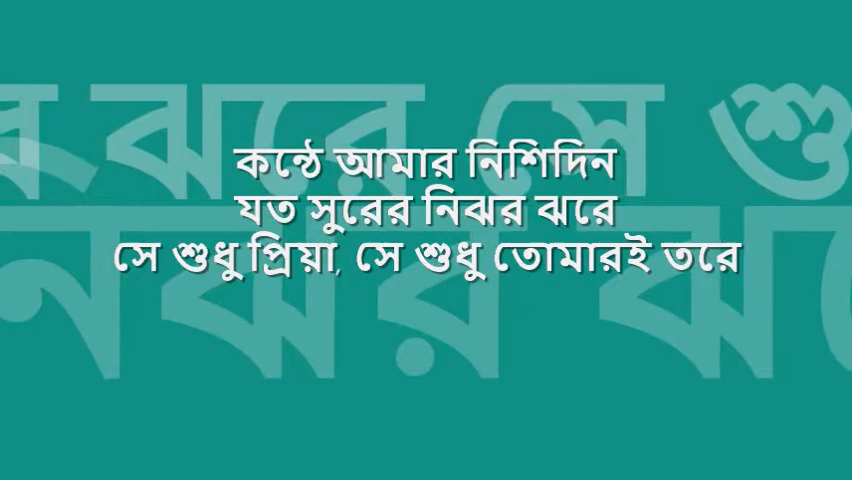 কন্ঠে আমার নিশিদিন
যত সুরের নিঝর ঝরে
সে শুধু প্রিয়া, সে শুধু তোমারই তরে